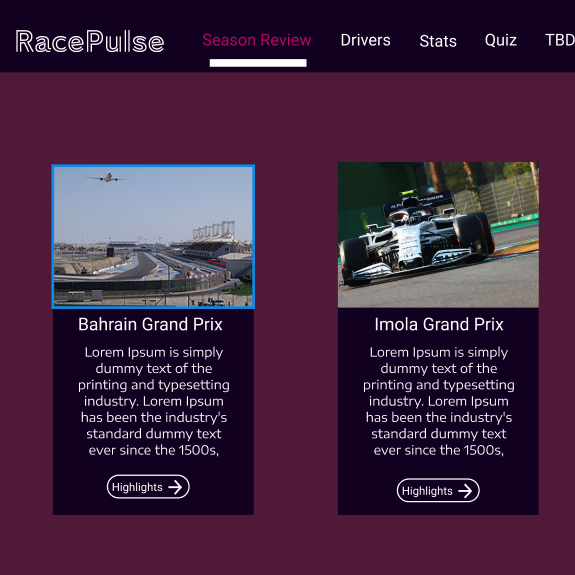 RacePulse
Season Review
Drivers
Stats
Quiz
TBD
Bahrain Grand Prix
Lorem Ipsum is simply
dummy text of the
printing and typesetting
industry. Lorem Ipsum
has been the industry's
standard dummy text
ever since the 1500s,
Highlights
Imola Grand Prix
Lorem Ipsum is simply
dummy text of the
printing and typesetting
industry. Lorem Ipsum
has been the industry's
standard dummy text
ever since the 1500s,
Highlights